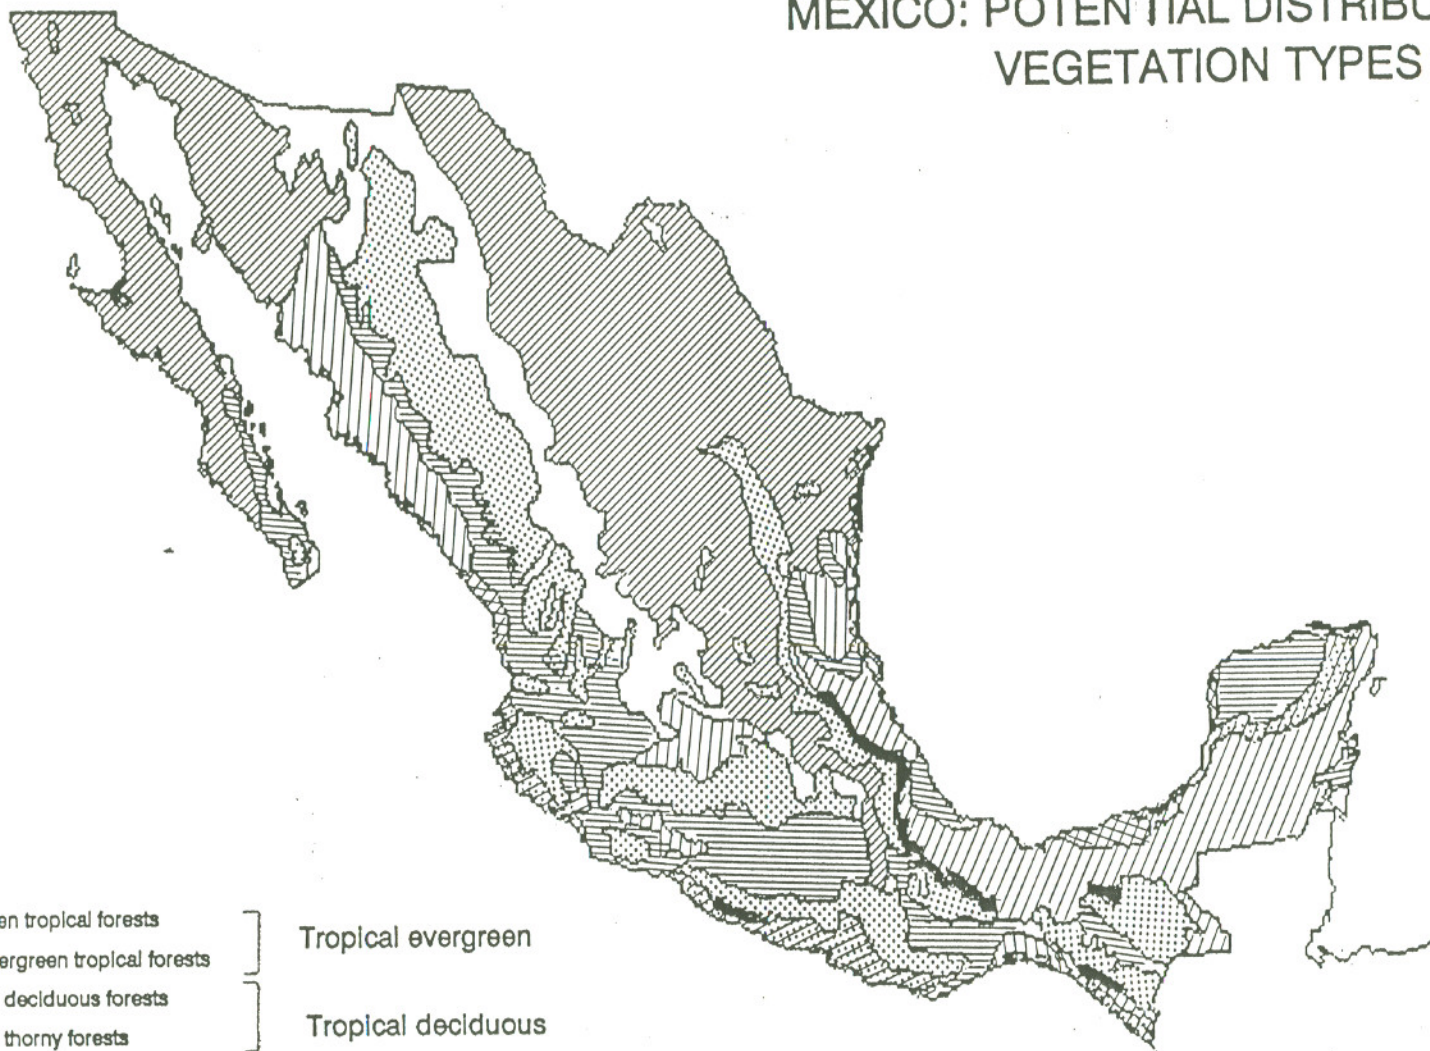 MEXICO: POTENTIAL DISTRIBU
VEGETATION TYPES
en tropical forests
ergreen tropical forests
Tropical evergreen
deciduous forests
thorny forests
Tropical deciduous